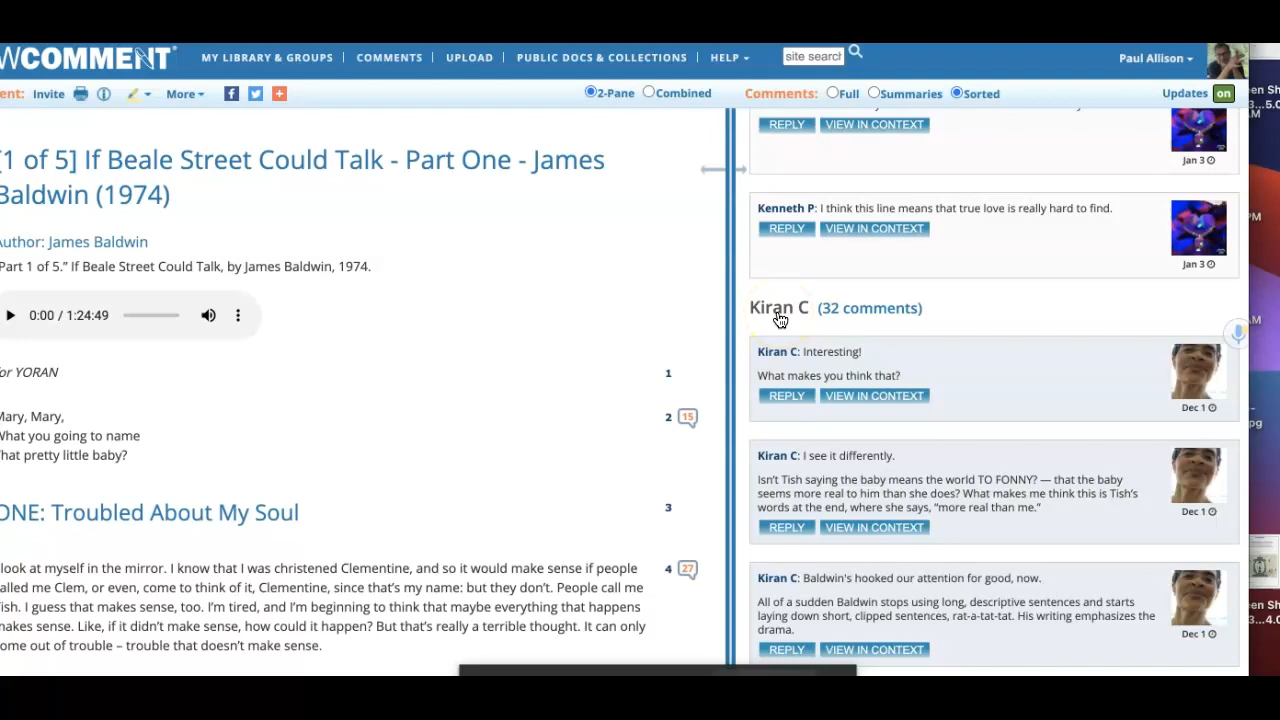 WCOMMENT®
MY LIBRARY & GROUPS | COMMENTS | UPLOAD | PUBLIC DOCS & COLLECTIONS | HELP
site search
Paul Allison
ent: Invite More
2-Pane Combined
Comments: Full Summaries Sorted
Updates on
[1 of 5] If Beale Street Could Talk - Part One - James
Baldwin (1974)
Author: James Baldwin
Part 1 of 5." If Beale Street Could Talk, by James Baldwin, 1974.
0:00 / 1:24:49
or YORAN
1
Mary, Mary,
2 15
What you going to name
hat pretty little baby?
ONE: Troubled About My Soul
3
look at myself in the mirror. I know that I was christened Clementine, and so it would make sense if people
4 27
alled me Clem, or even, come to think of it, Clementine, since that's my name: but they don't. People call me
ish. I guess that makes sense, too. I'm tired, and I'm beginning to think that maybe everything that happens
makes sense. Like, if it didn't make sense, how could it happen? But that's really a terrible thought. It can only
ome out of trouble – trouble that doesn't make sense.
REPLY VIEW IN CONTEXT
Jan 3
Kenneth P: I think this line means that true love is really hard to find.
REPLY VIEW IN CONTEXT
Jan 3
Kiran C (32 comments)
Kiran C: Interesting!
What makes you think that?
REPLY VIEW IN CONTEXT
Dec 1
Kiran C: I see it differently.
Isn't Tish saying the baby means the world TO FONNY? — that the baby
seems more real to him than she does? What makes me think this is Tish's
words at the end, where she says, "more real than me."
REPLY VIEW IN CONTEXT
Dec 1
Kiran C: Baldwin's hooked our attention for good, now.
All of a sudden Baldwin stops using long, descriptive sentences and starts
laying down short, clipped sentences, rat-a-tat-tat. His writing emphasizes the
drama.
REPLY VIEW IN CONTEXT
Dec 1
een Sh
3...5.0
AM
PM
AM
pg
een Sh
3...4.0